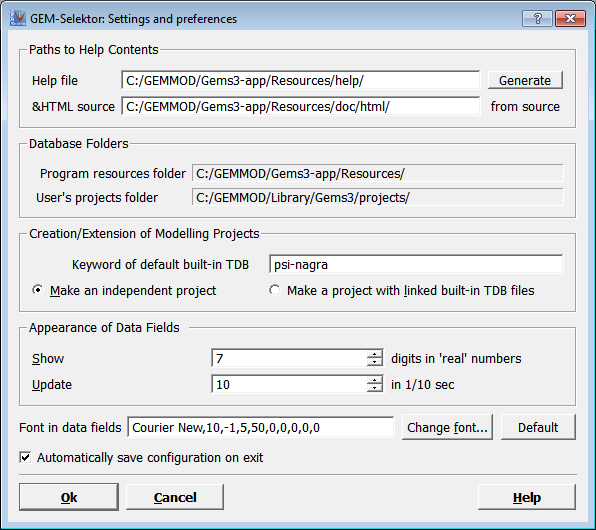 GEM-Selektor: Settings and preferences
Paths to Help Contents
Help file C:/GEMMOD/Gems3-app/Resources/help/ Generate
&HTML source C:/GEMMOD/Gems3-app/Resources/doc/html/ from source
Database Folders
Program resources folder C:/GEMMOD/Gems3-app/Resources/
User's projects folder C:/GEMMOD/Library/Gems3/projects/
Creation/Extension of Modelling Projects
Keyword of default built-in TDB psi-nagra
Make an independent project Make a project with linked built-in TDB files
Appearance of Data Fields
Show 7 digits in 'real' numbers
Update 10 in 1/10 sec
Font in data fields Courier New,10,-1,5,50,0,0,0,0,0 Change font... Default
Automatically save configuration on exit
Ok Cancel Help